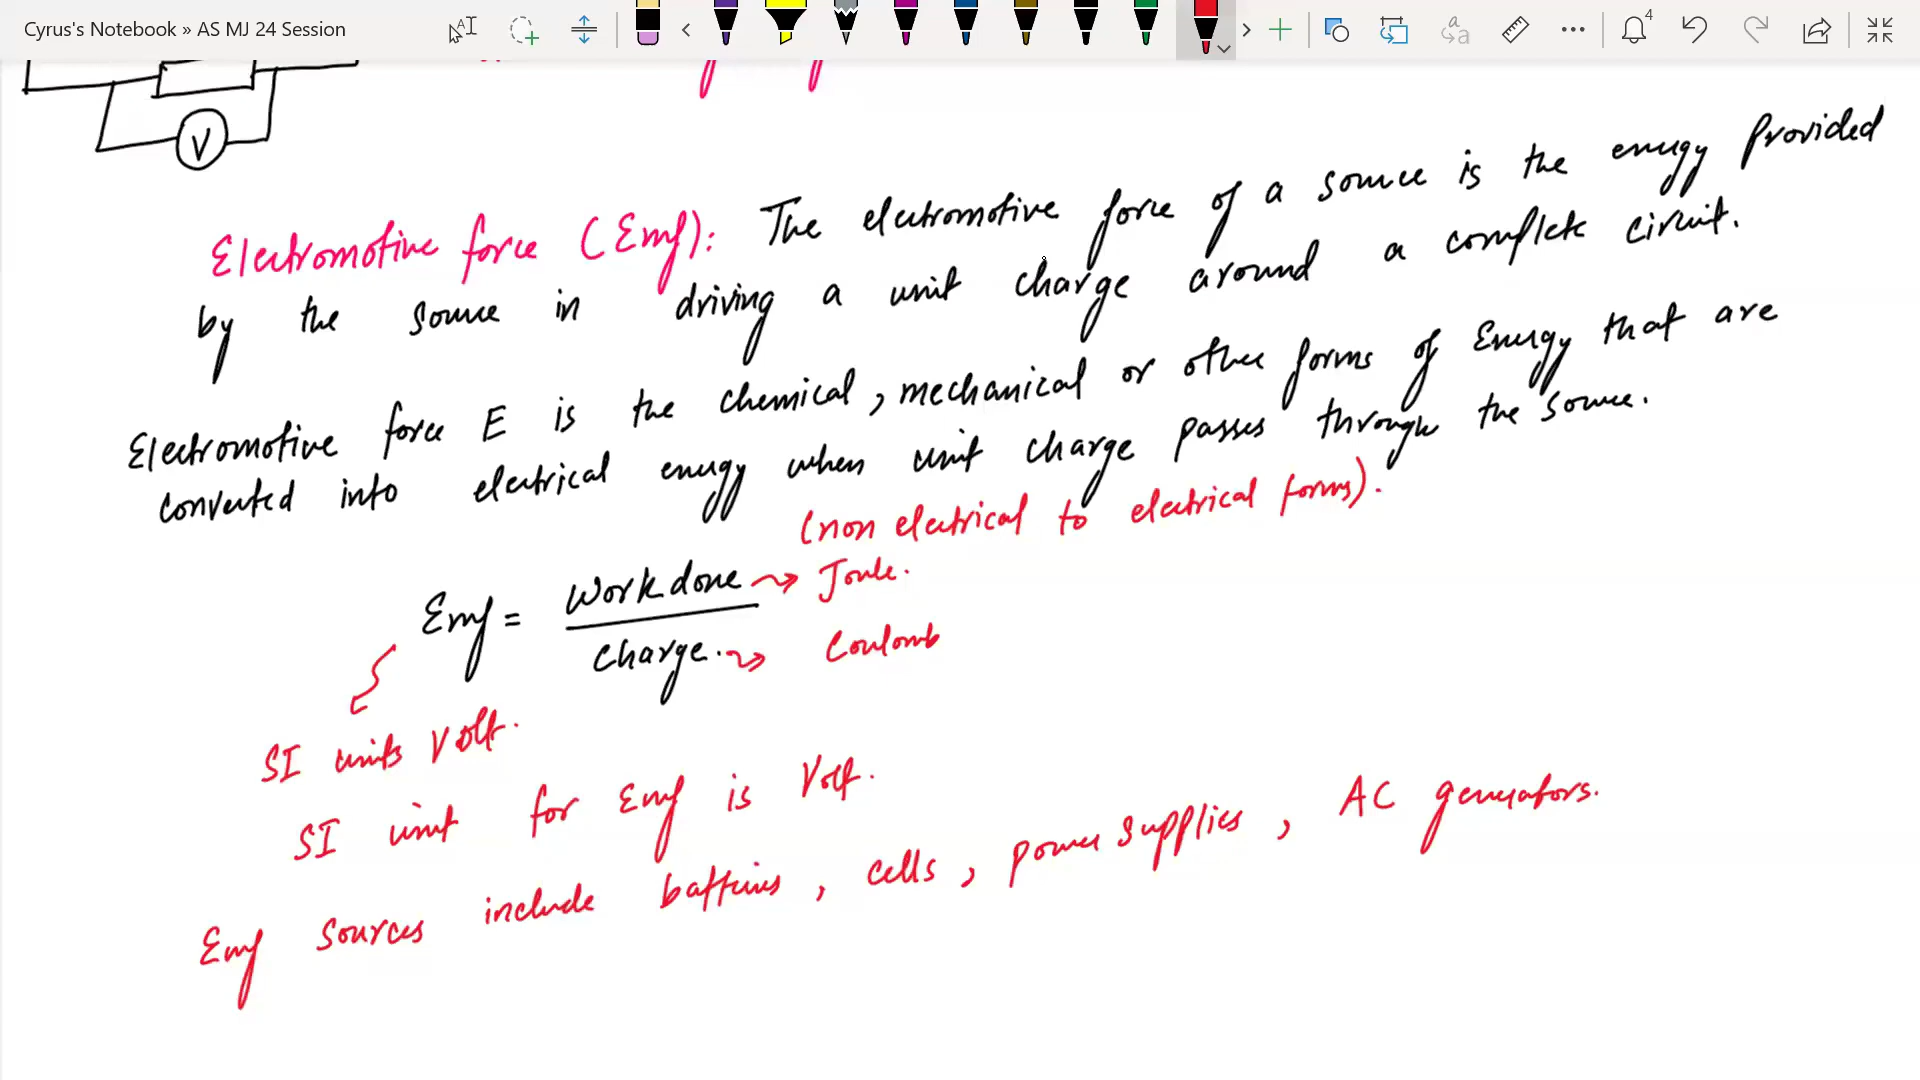 Cyrus's Notebook » AS MJ 24 Session
4
V
Electromotive force (Emf): The electromotive force of a source is the energy provided
by the source in driving a unit charge around a complete circuit.
Electromotive force E is the chemical, mechanical or other forms of Energy that are
converted into electrical energy when unit charge passes through the source.
(non electrical to electrical forms).
Emf = Workdone → Joule.
charge. → Coulomb
SI units Volt.
SI unit for Emf is Volt.
Emf sources include batteries, cells, power supplies, AC generators.